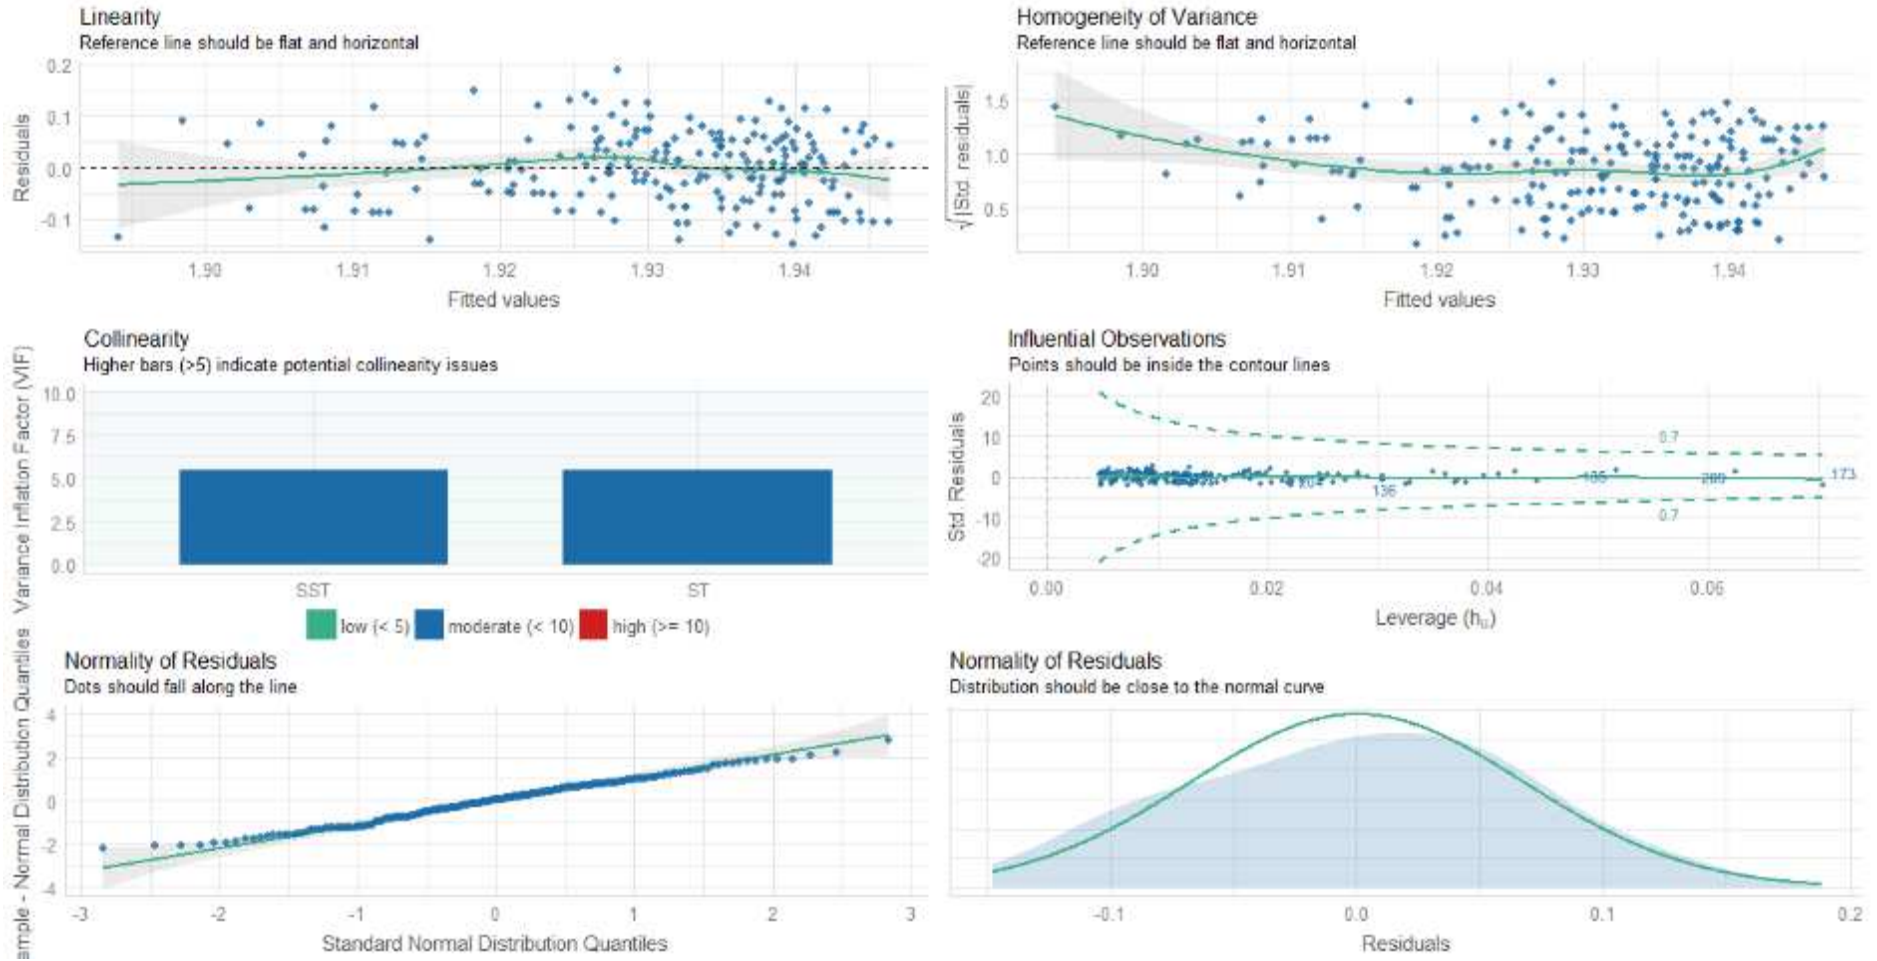 Linearity
Reference line should be flat and horizontal
0.2
0.1
0.0
-0.1
Residuals
1.90 1.91 1.92 1.93 1.94
Fitted values
Homogeneity of Variance
Reference line should be flat and horizontal
1.5
1.0
0.5
√|Std. residuals|
1.90 1.91 1.92 1.93 1.94
Fitted values
Collinearity
Higher bars (>5) indicate potential collinearity issues
Variance Inflation Factor (VIF)
10.0
7.5
5.0
2.5
0.0
SST ST
low (< 5) moderate (< 10) high (>= 10)
Influential Observations
Points should be inside the contour lines
Std. Residuals
20
10
0
-10
-20
0.7
136
173
0.7
0.00 0.02 0.04 0.06
Leverage (hᵢᵢ)
Normality of Residuals
Dots should fall along the line
ample - Normal Distribution Quantiles
4
2
0
-2
-4
-3 -2 -1 0 1 2 3
Standard Normal Distribution Quantiles
Normality of Residuals
Distribution should be close to the normal curve
-0.1 0.0 0.1 0.2
Residuals